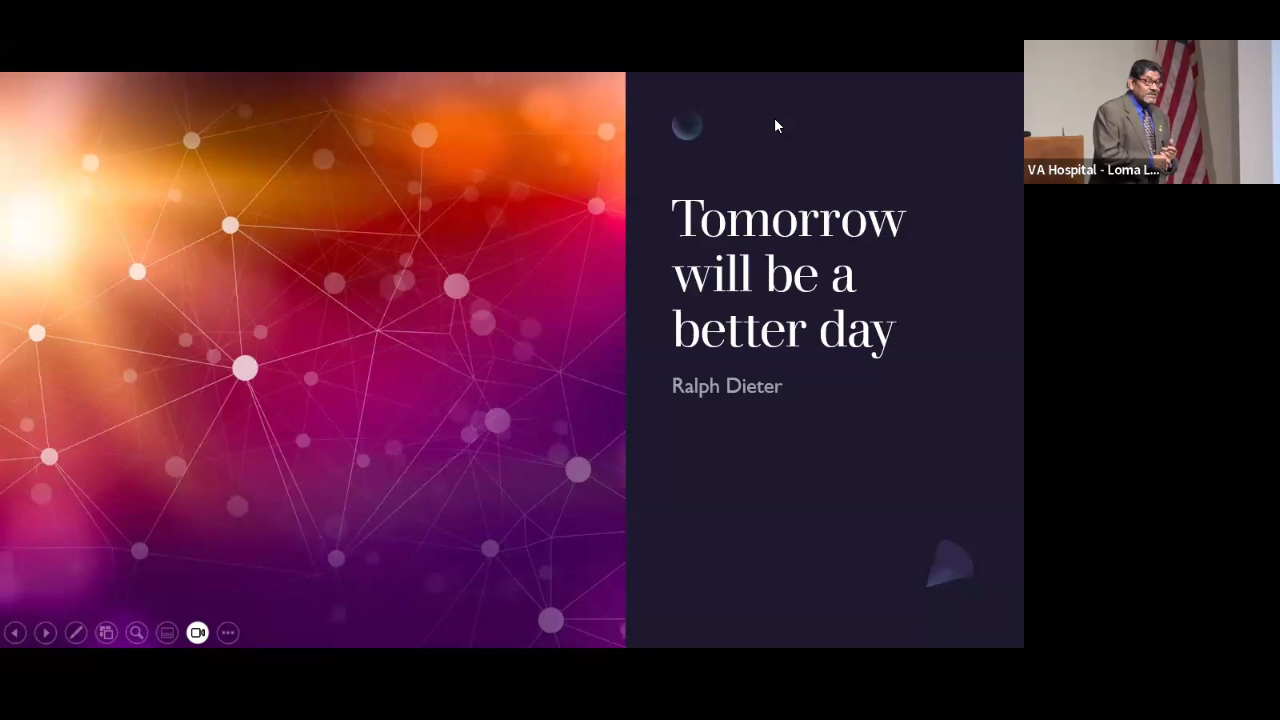 Tomorrow
will be a
better day
Ralph Dieter
VA Hospital - Loma L...